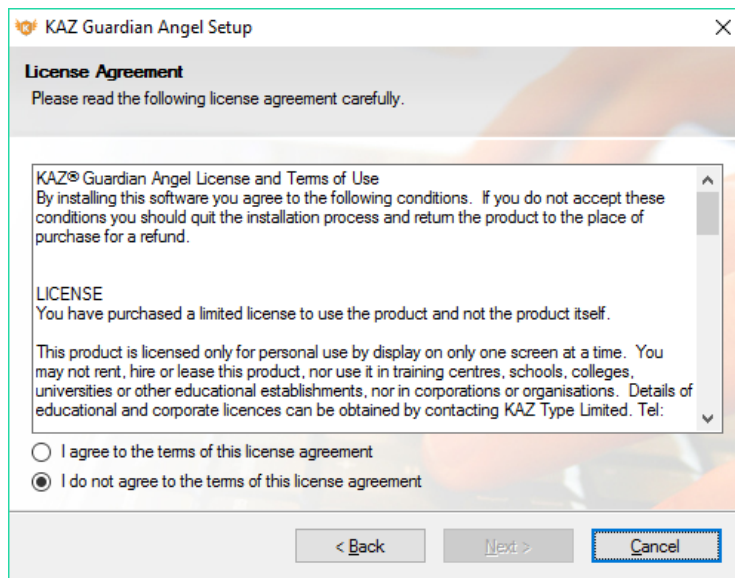 KAZ Guardian Angel Setup
License Agreement
Please read the following license agreement carefully.
KAZ® Guardian Angel License and Terms of Use
By installing this software you agree to the following conditions.  If you do not accept these
conditions you should quit the installation process and return the product to the place of
purchase for a refund.
LICENSE
You have purchased a limited license to use the product and not the product itself.
This product is licensed only for personal use by display on only one screen at a time.  You
may not rent, hire or lease this product, nor use it in training centres, schools, colleges,
universities or other educational establishments, nor in corporations or organisations.  Details of
educational and corporate licences can be obtained by contacting KAZ Type Limited. Tel:
I agree to the terms of this license agreement
I do not agree to the terms of this license agreement
< Back
Next >
Cancel